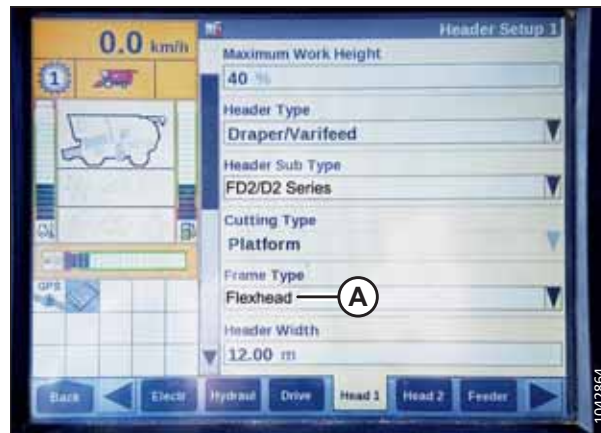 0.0 km/h
Header Setup 1
Maximum Work Height
40 %
1
Header Type
Draper/Varifeed
Header Sub Type
FD2/D2 Series
Cutting Type
Platform
Frame Type
GPS
Flexhead
A
Header Width
12.00 m
Back
Electr
Hydraul
Drive
Head 1
Head 2
Feeder
1042864